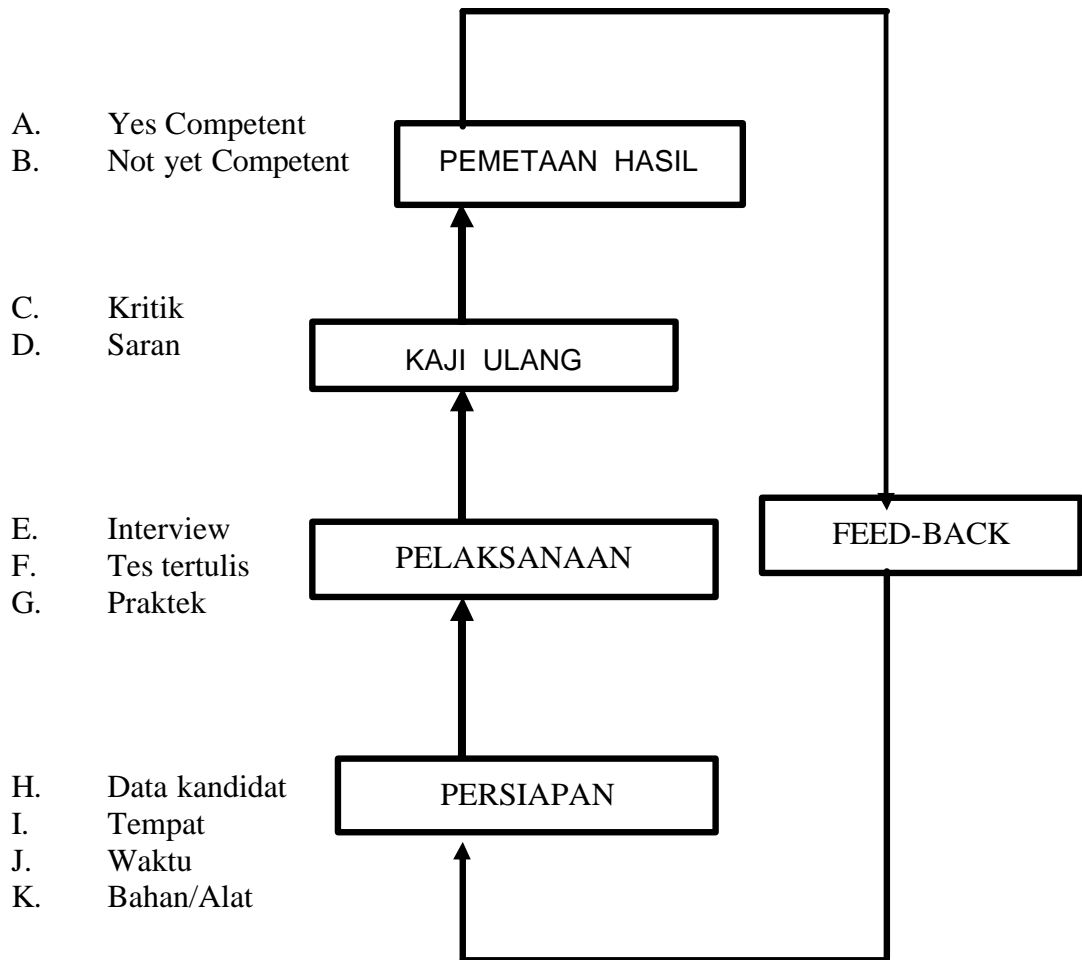 A. Yes Competent
B. Not yet Competent
PEMETAAN HASIL
C. Kritik
D. Saran
KAJI ULANG
E. Interview
F. Tes tertulis
G. Praktek
PELAKSANAAN
FEED-BACK
H. Data kandidat
I. Tempat
J. Waktu
K. Bahan/Alat
PERSIAPAN